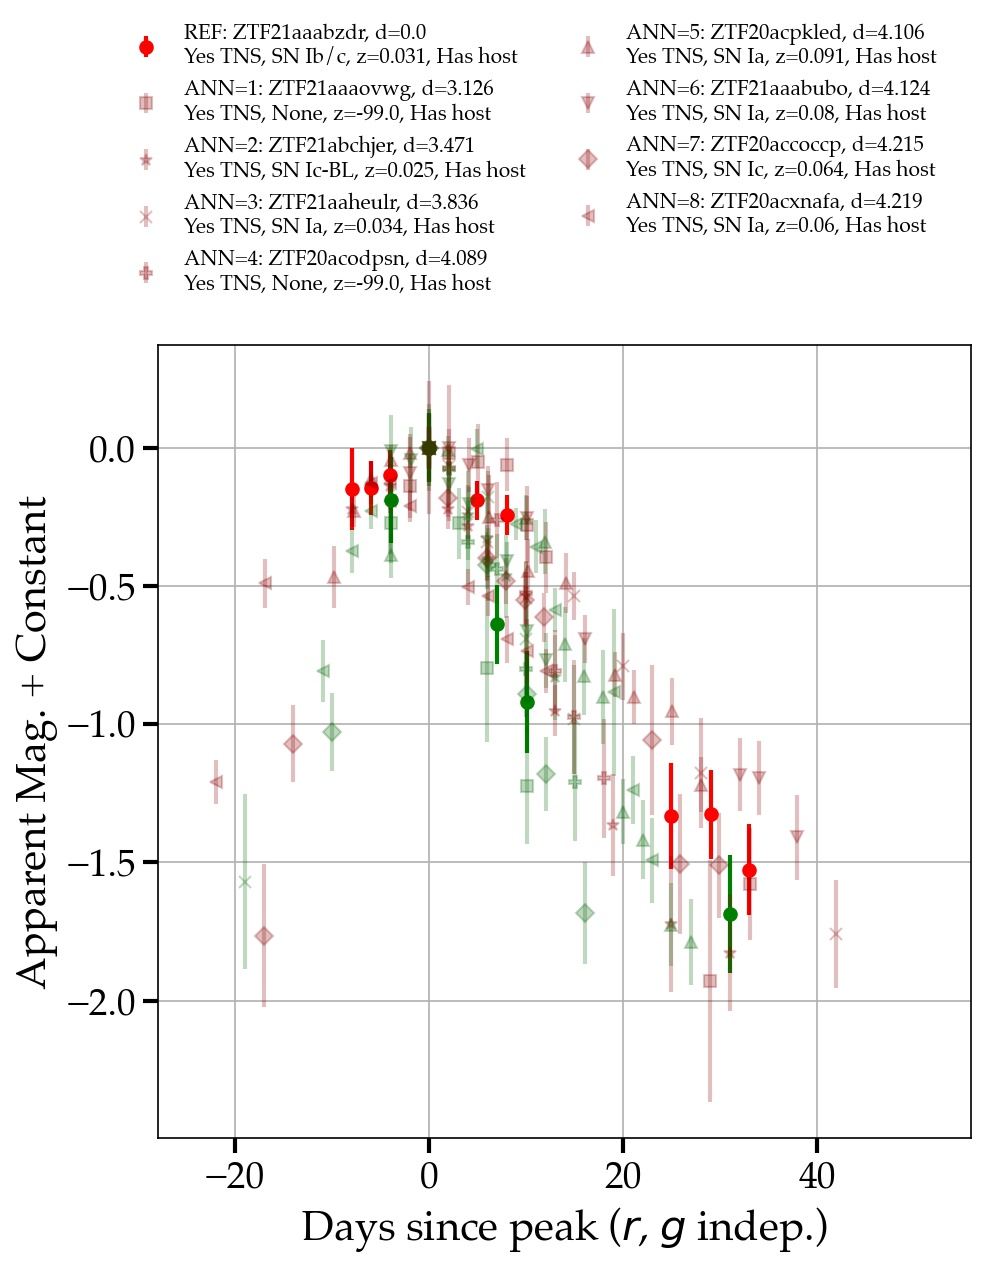 REF: ZTF21aaabzdr, d=0.0
Yes TNS, SN Ib/c, z=0.031, Has host
ANN=1: ZTF21aaaovwg, d=3.126
Yes TNS, None, z=-99.0, Has host
ANN=2: ZTF21abchjer, d=3.471
Yes TNS, SN Ic-BL, z=0.025, Has host
ANN=3: ZTF21aaheulr, d=3.836
Yes TNS, SN Ia, z=0.034, Has host
ANN=4: ZTF20acodpsn, d=4.089
Yes TNS, None, z=-99.0, Has host
ANN=5: ZTF20acpkled, d=4.106
Yes TNS, SN Ia, z=0.091, Has host
ANN=6: ZTF21aaabubo, d=4.124
Yes TNS, SN Ia, z=0.08, Has host
ANN=7: ZTF20accoccp, d=4.215
Yes TNS, SN Ic, z=0.064, Has host
ANN=8: ZTF20acxnafa, d=4.219
Yes TNS, SN Ia, z=0.06, Has host
Apparent Mag. + Constant
0.0
−0.5
−1.0
−1.5
−2.0
−20
0
20
40
Days since peak (r, g indep.)